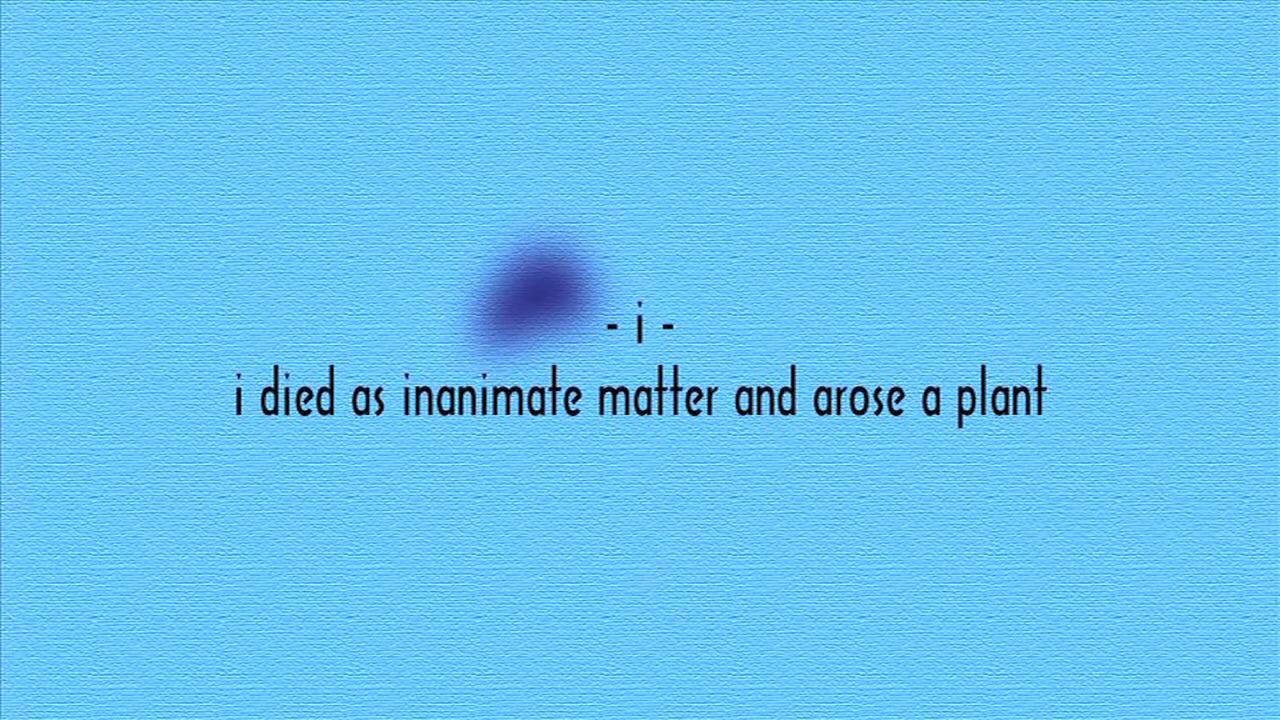 - i -
i died as inanimate matter and arose a plant